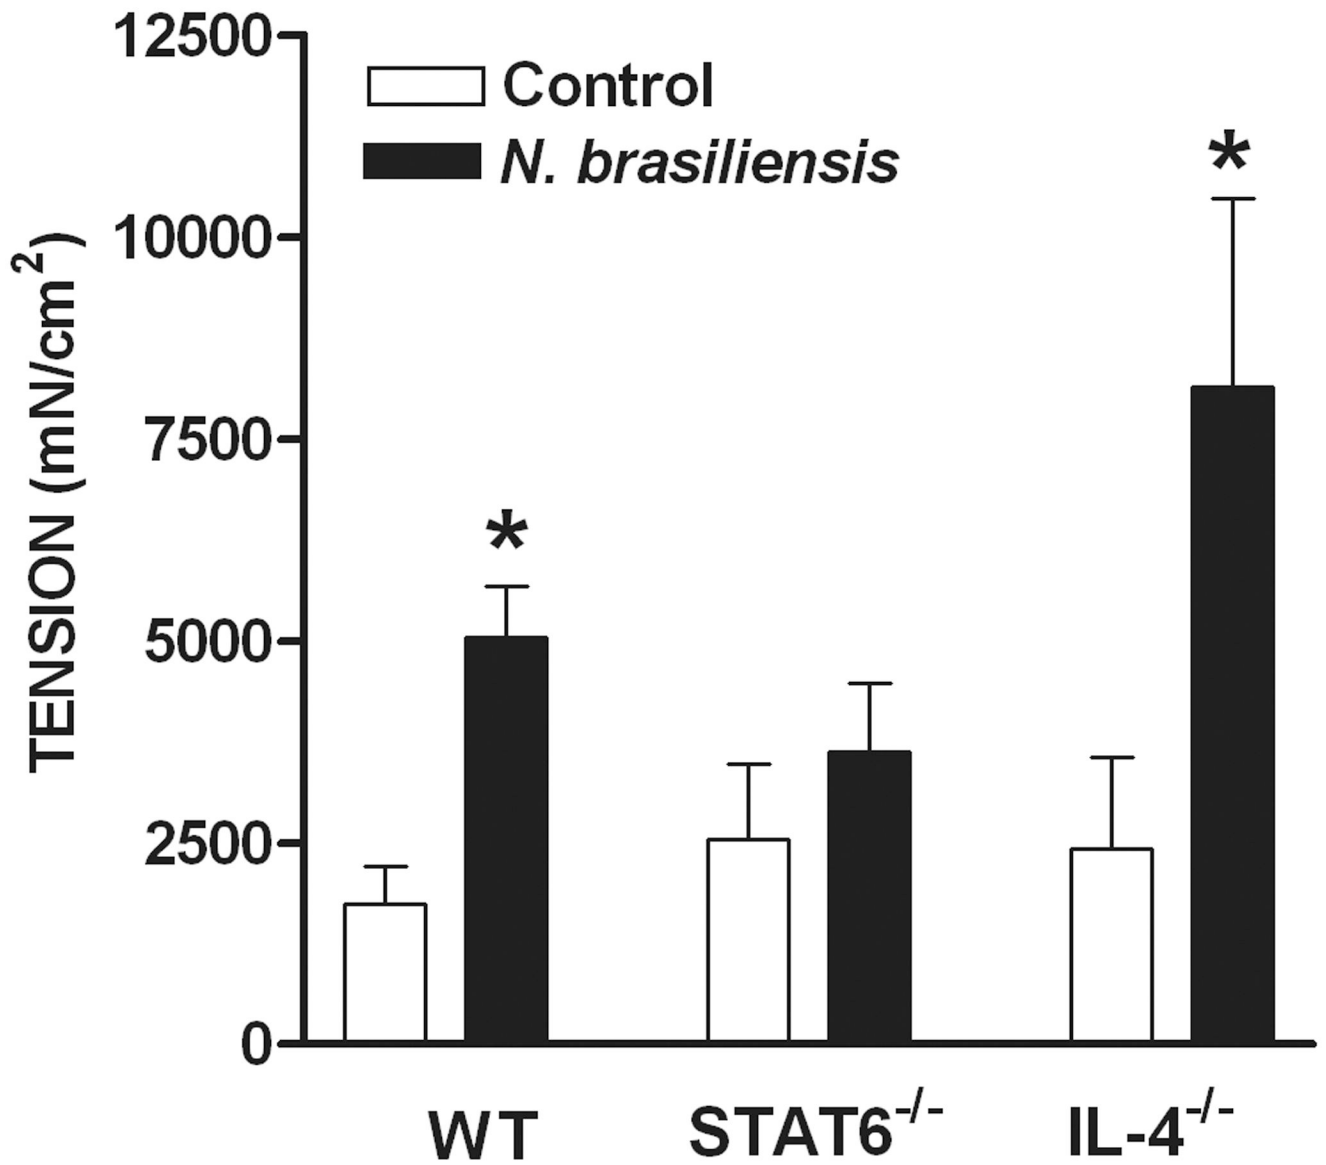 12500
10000
7500
5000
2500
0
TENSION (mN/cm²)
Control
N. brasiliensis
*
*
WT
STAT6⁻/⁻
IL-4⁻/⁻